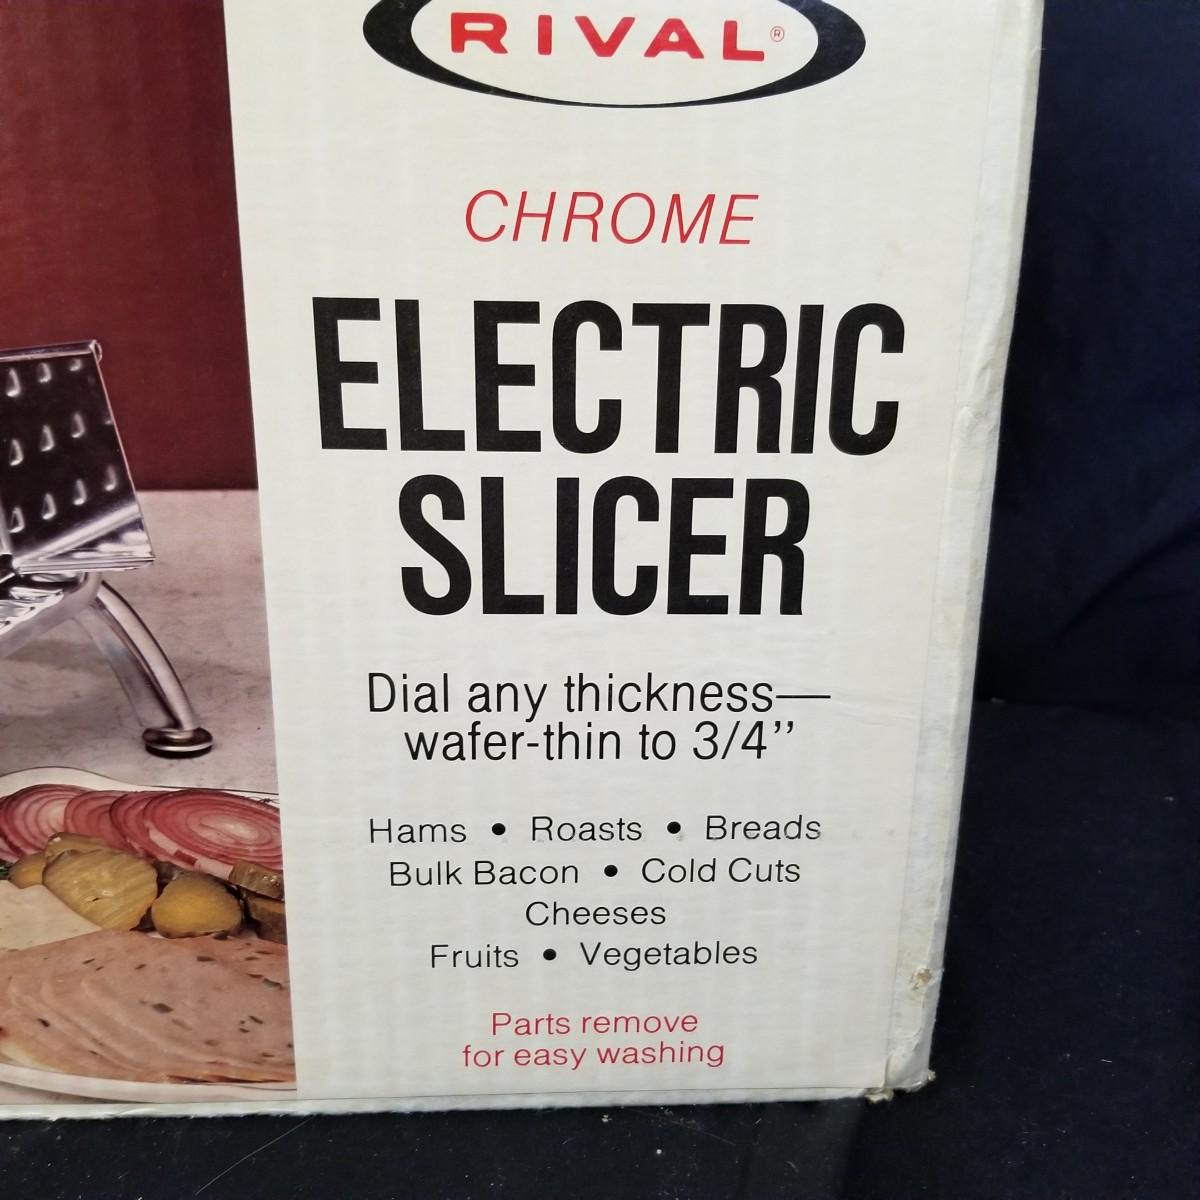 RIVAL®
CHROME
ELECTRIC
SLICER
Dial any thickness—
wafer-thin to 3/4”
Hams • Roasts • Breads
Bulk Bacon • Cold Cuts
Cheeses
Fruits • Vegetables
Parts remove
for easy washing